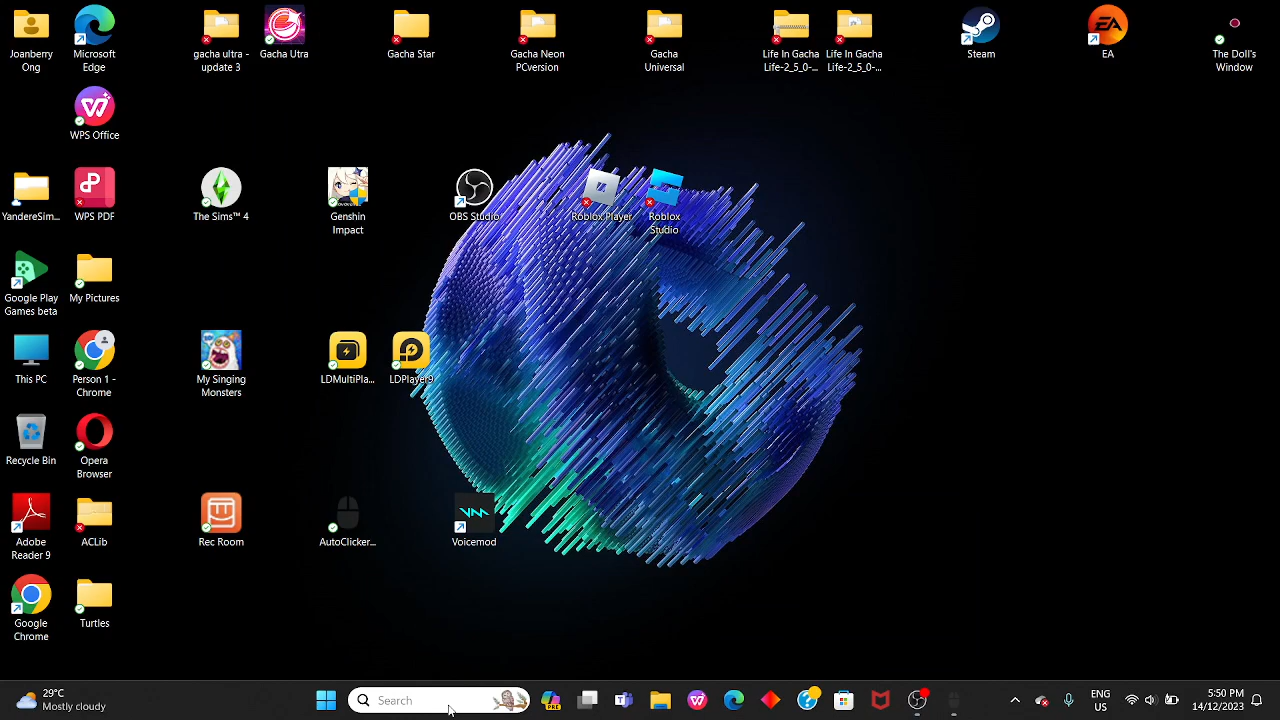 Joanberry
Ong
Microsoft
Edge
gacha ultra -
update 3
Gacha Utra
Gacha Star
Gacha Neon
PCversion
Gacha
Universal
Life In Gacha
Life-2_5_0-...
Life In Gacha
Life-2_5_0-...
Steam
EA
EA
The Doll's
Window
WPS Office
YandereSim...
WPS PDF
The Sims™ 4
Genshin
Impact
OBS Studio
Roblox Player
Roblox
Studio
Google Play
Games beta
My Pictures
This PC
Person 1 -
Chrome
My Singing
Monsters
LDMultiPla...
LDPlayer9
Recycle Bin
Opera
Browser
Adobe
Reader 9
ACLib
Rec Room
AutoClicker...
Voicemod
Google
Chrome
Turtles
29°C
Mostly cloudy
Search
PRE
ENG
US
5:50 PM
14/12/2023